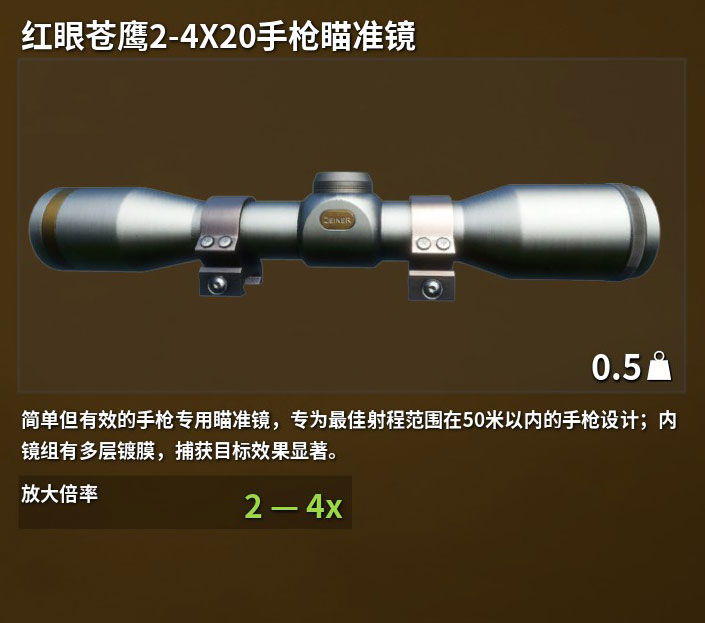 红眼苍鹰2-4X20手枪瞄准镜
ZEINER
0.5
简单但有效的手枪专用瞄准镜，专为最佳射程范围在50米以内的手枪设计；内
镜组有多层镀膜，捕获目标效果显著。
放大倍率
2 — 4x